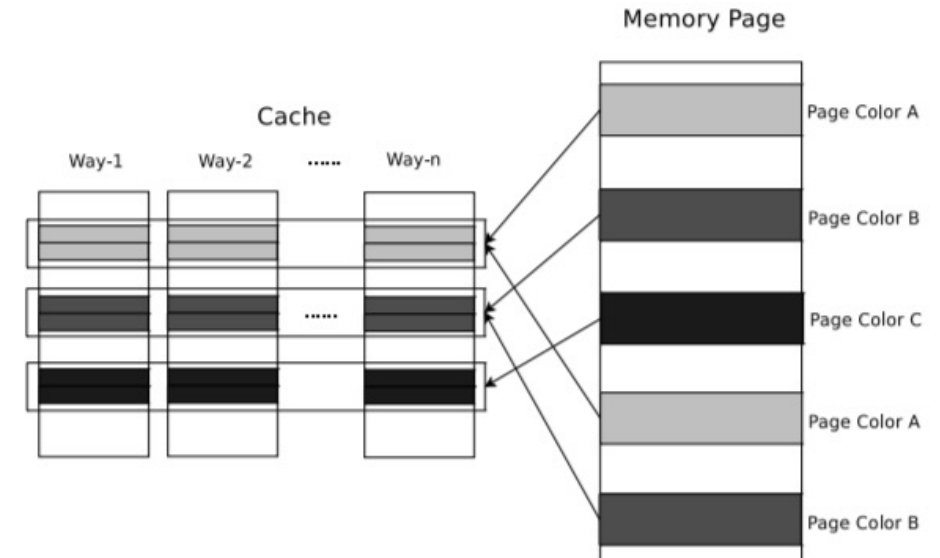 Memory Page
Cache
Way-1 Way-2 ...... Way-n
......
Page Color A
Page Color B
Page Color C
Page Color A
Page Color B